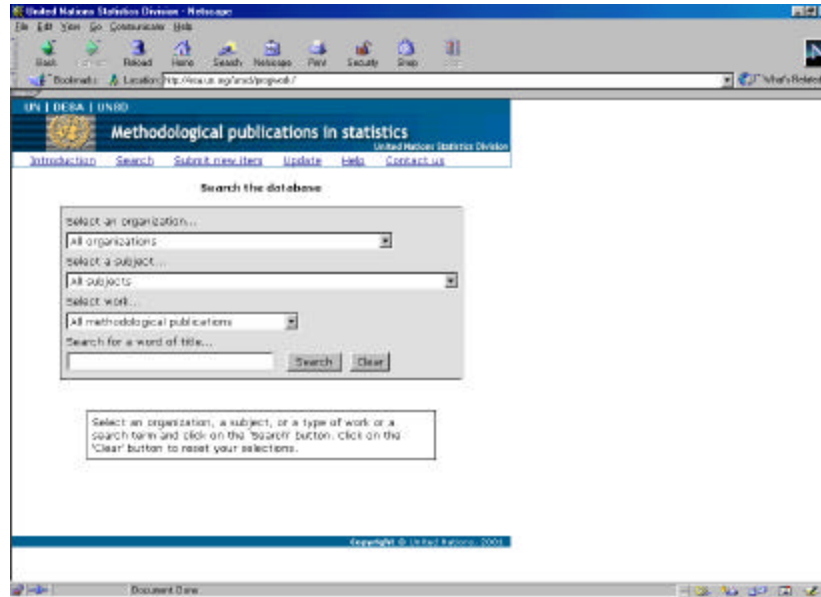 United Nations Statistics Division - Netscape
File Edit View Go Communicator Help
Back Reload Home Search Netscape Print Security Shop
Bookmarks Location: What's Related
UN | DESA | UNSD
Methodological publications in statistics
United Nations Statistics Division
Introduction Search Submit new item Update Help Contact us
Search the database
Select an organization...
All organizations
Select a subject...
All subjects
Select work...
All methodological publications
Search for a word of title...
Search Clear
Select an organization, a subject, or a type of work or a
search term and click on the 'Search' button. Click on the
'Clear' button to reset your selections.
Copyright © United Nations, 2001
Document Done